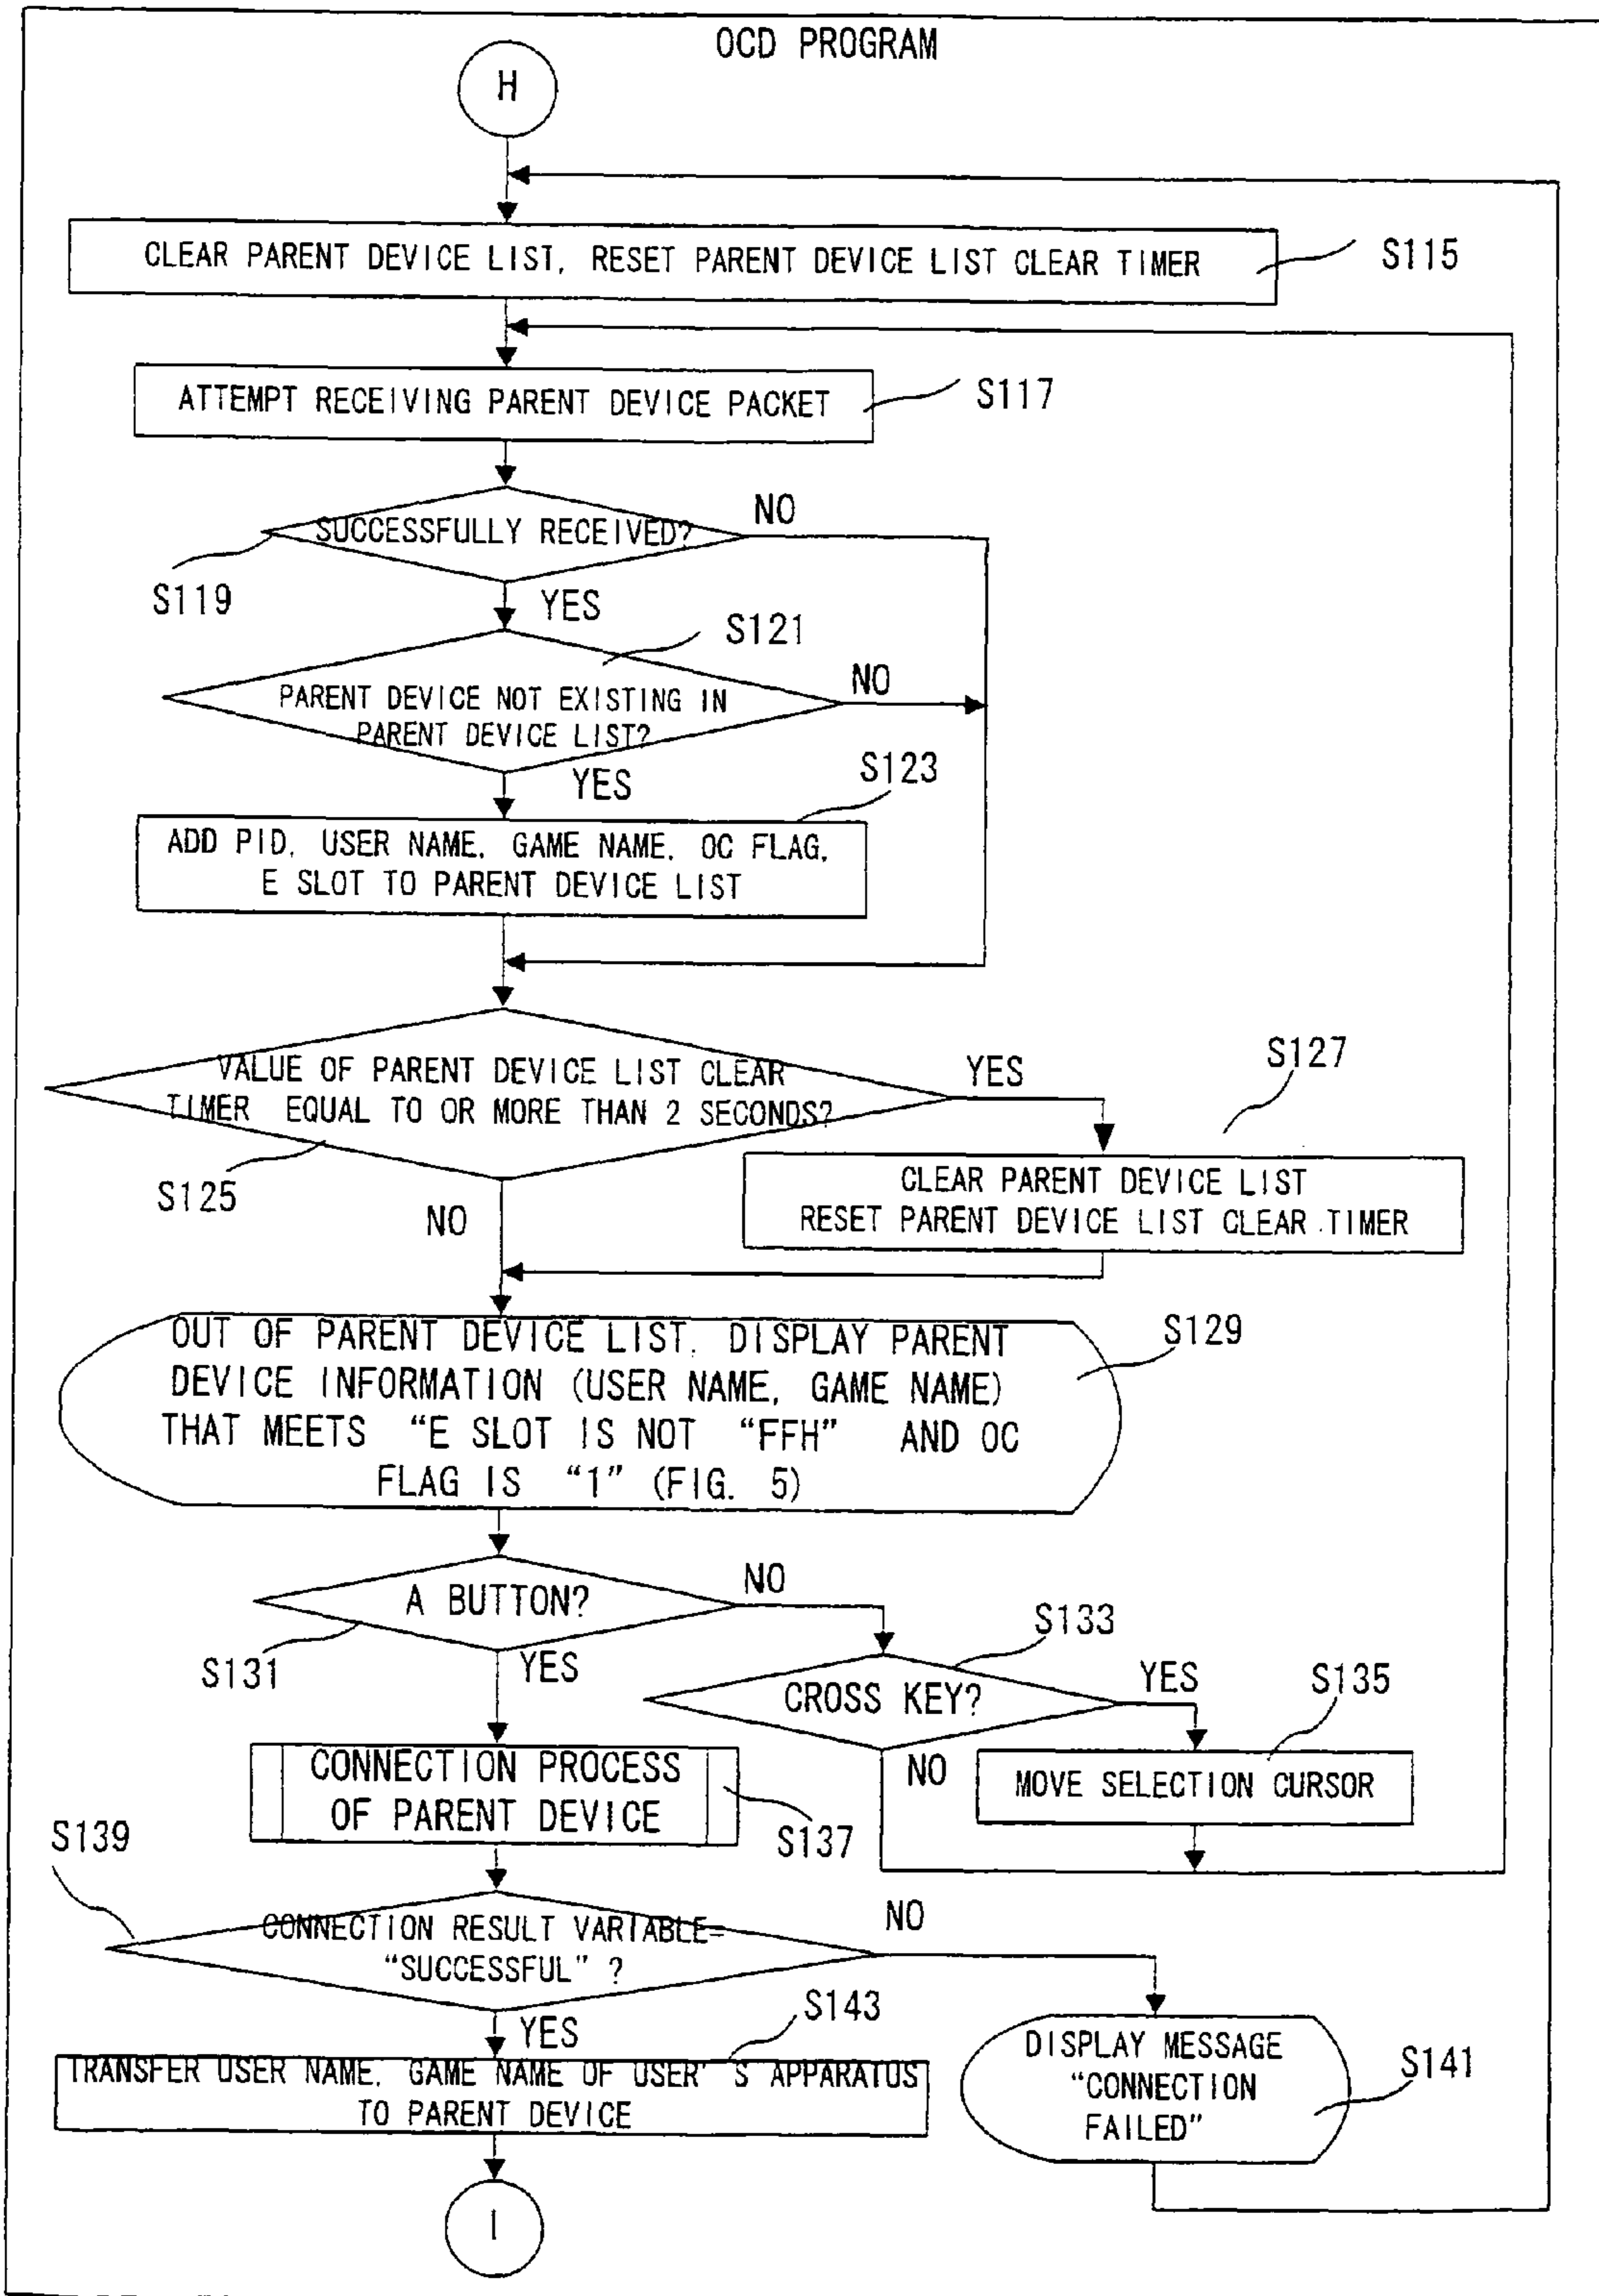 OCD PROGRAM
H
CLEAR PARENT DEVICE LIST, RESET PARENT DEVICE LIST CLEAR TIMER
S115
ATTEMPT RECEIVING PARENT DEVICE PACKET
S117
SUCCESSFULLY RECEIVED?
NO
S119
YES
S121
PARENT DEVICE NOT EXISTING IN
PARENT DEVICE LIST?
NO
YES
S123
ADD PID, USER NAME, GAME NAME, OC FLAG,
E SLOT TO PARENT DEVICE LIST
VALUE OF PARENT DEVICE LIST CLEAR
TIMER EQUAL TO OR MORE THAN 2 SECONDS?
YES
S127
S125
NO
CLEAR PARENT DEVICE LIST
RESET PARENT DEVICE LIST CLEAR TIMER
OUT OF PARENT DEVICE LIST, DISPLAY PARENT
DEVICE INFORMATION (USER NAME, GAME NAME)
THAT MEETS "E SLOT IS NOT "FFH" AND OC
FLAG IS "1" (FIG. 5)
S129
A BUTTON?
NO
S131
YES
S133
CROSS KEY?
YES
S135
NO
MOVE SELECTION CURSOR
CONNECTION PROCESS
OF PARENT DEVICE
S137
S139
CONNECTION RESULT VARIABLE=
"SUCCESSFUL" ?
NO
YES
S143
TRANSFER USER NAME, GAME NAME OF USER'S APPARATUS
TO PARENT DEVICE
DISPLAY MESSAGE
"CONNECTION
FAILED"
S141
I